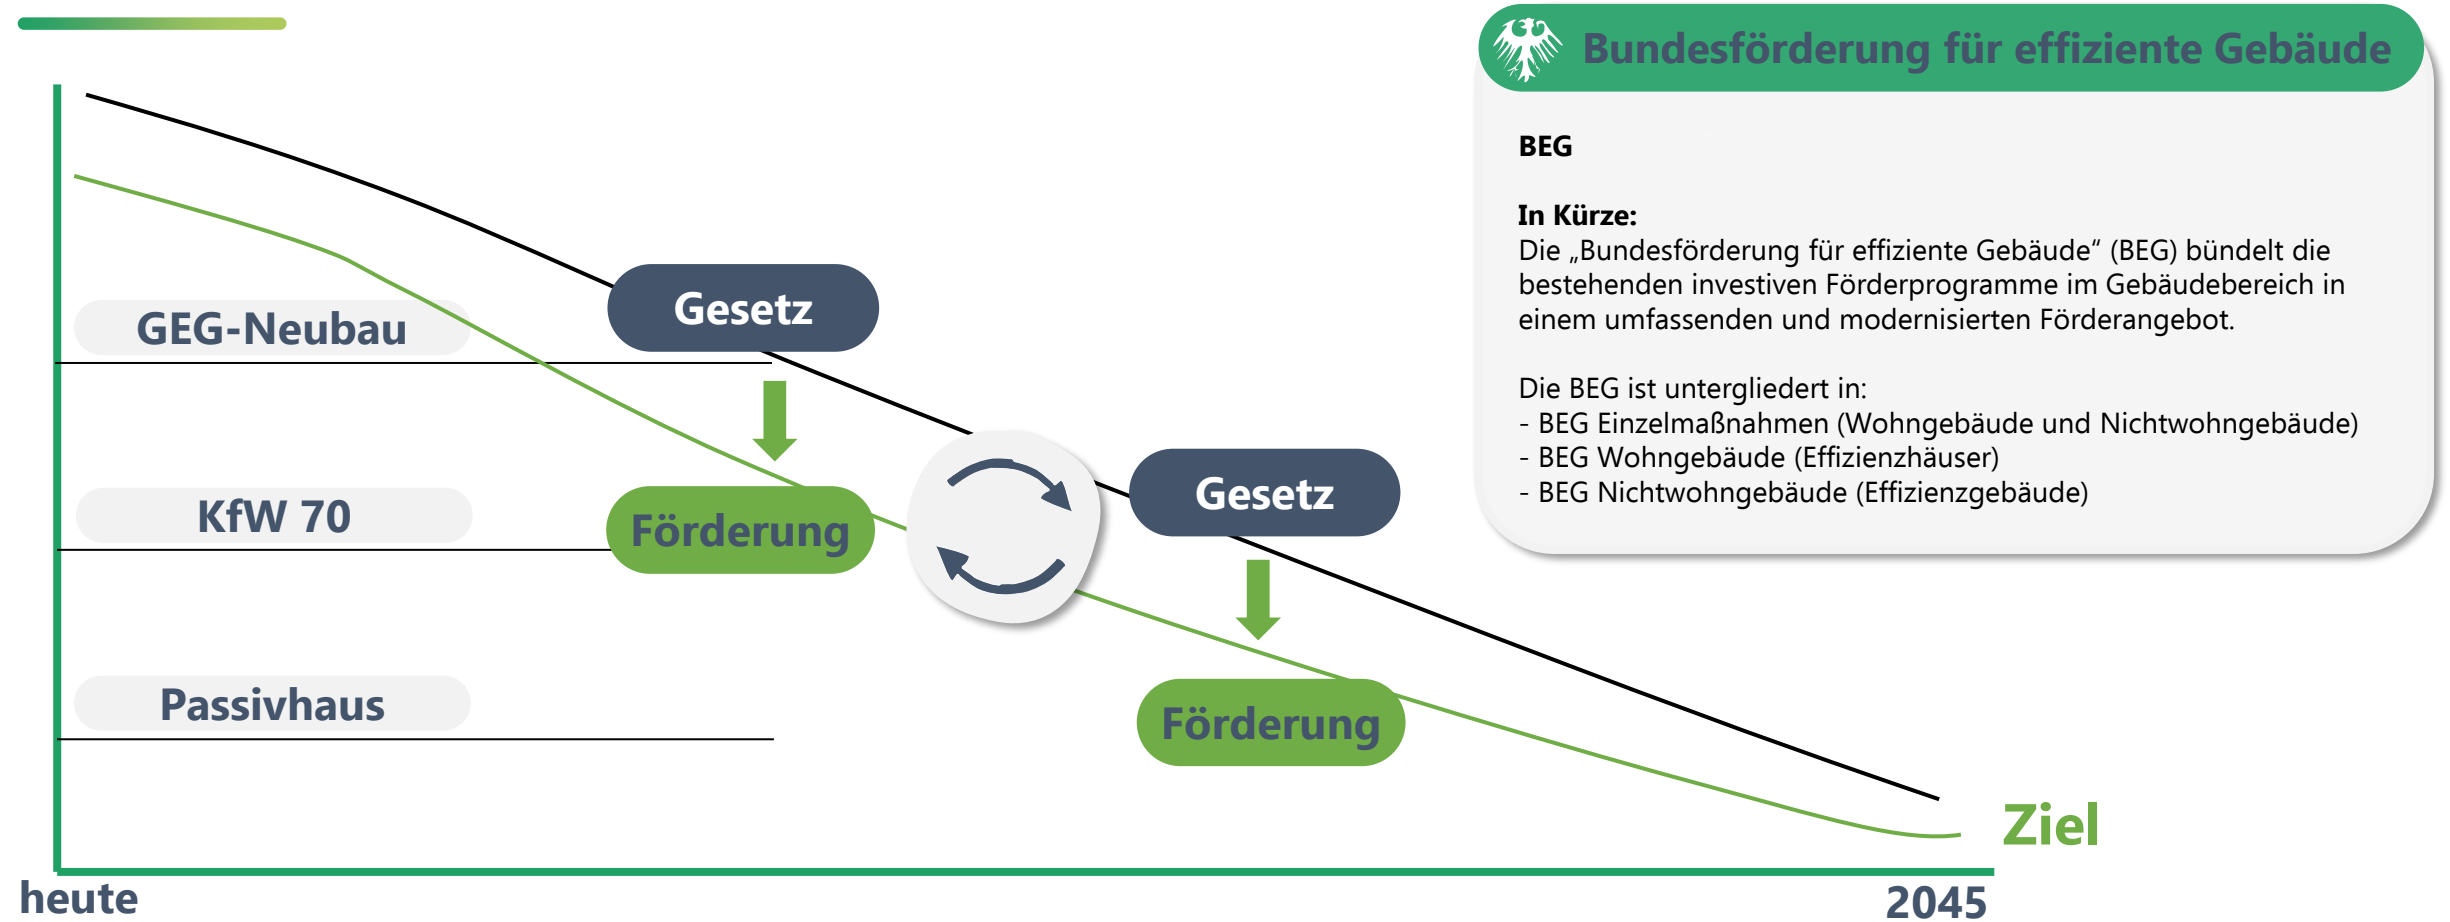 Bundesförderung für effiziente Gebäude
BEG
In Kürze:
Die „Bundesförderung für effiziente Gebäude“ (BEG) bündelt die
bestehenden investiven Förderprogramme im Gebäudebereich in
einem umfassenden und modernisierten Förderangebot.
Die BEG ist untergliedert in:
- BEG Einzelmaßnahmen (Wohngebäude und Nichtwohngebäude)
- BEG Wohngebäude (Effizienzhäuser)
- BEG Nichtwohngebäude (Effizienzgebäude)
Gesetz
GEG-Neubau
Gesetz
KfW 70
Förderung
Passivhaus
Förderung
Ziel
heute
2045